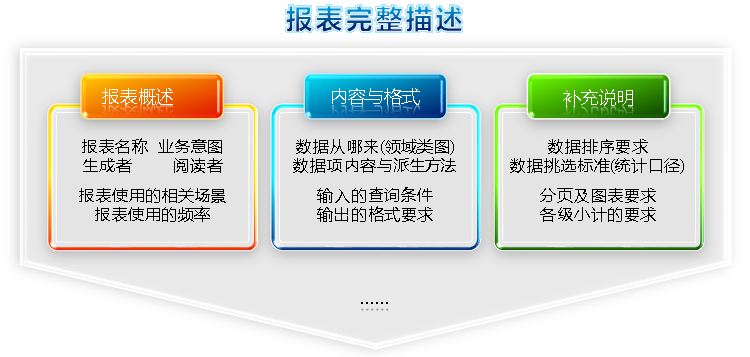 报表完整描述
报表概述
报表名称 业务意图
生成者 阅读者
报表使用的相关场景
报表使用的频率
内容与格式
数据从哪来(领域类图)
数据项内容与派生方法
输入的查询条件
输出的格式要求
补充说明
数据排序要求
数据挑选标准(统计口径)
分页及图表要求
各级小计的要求
......